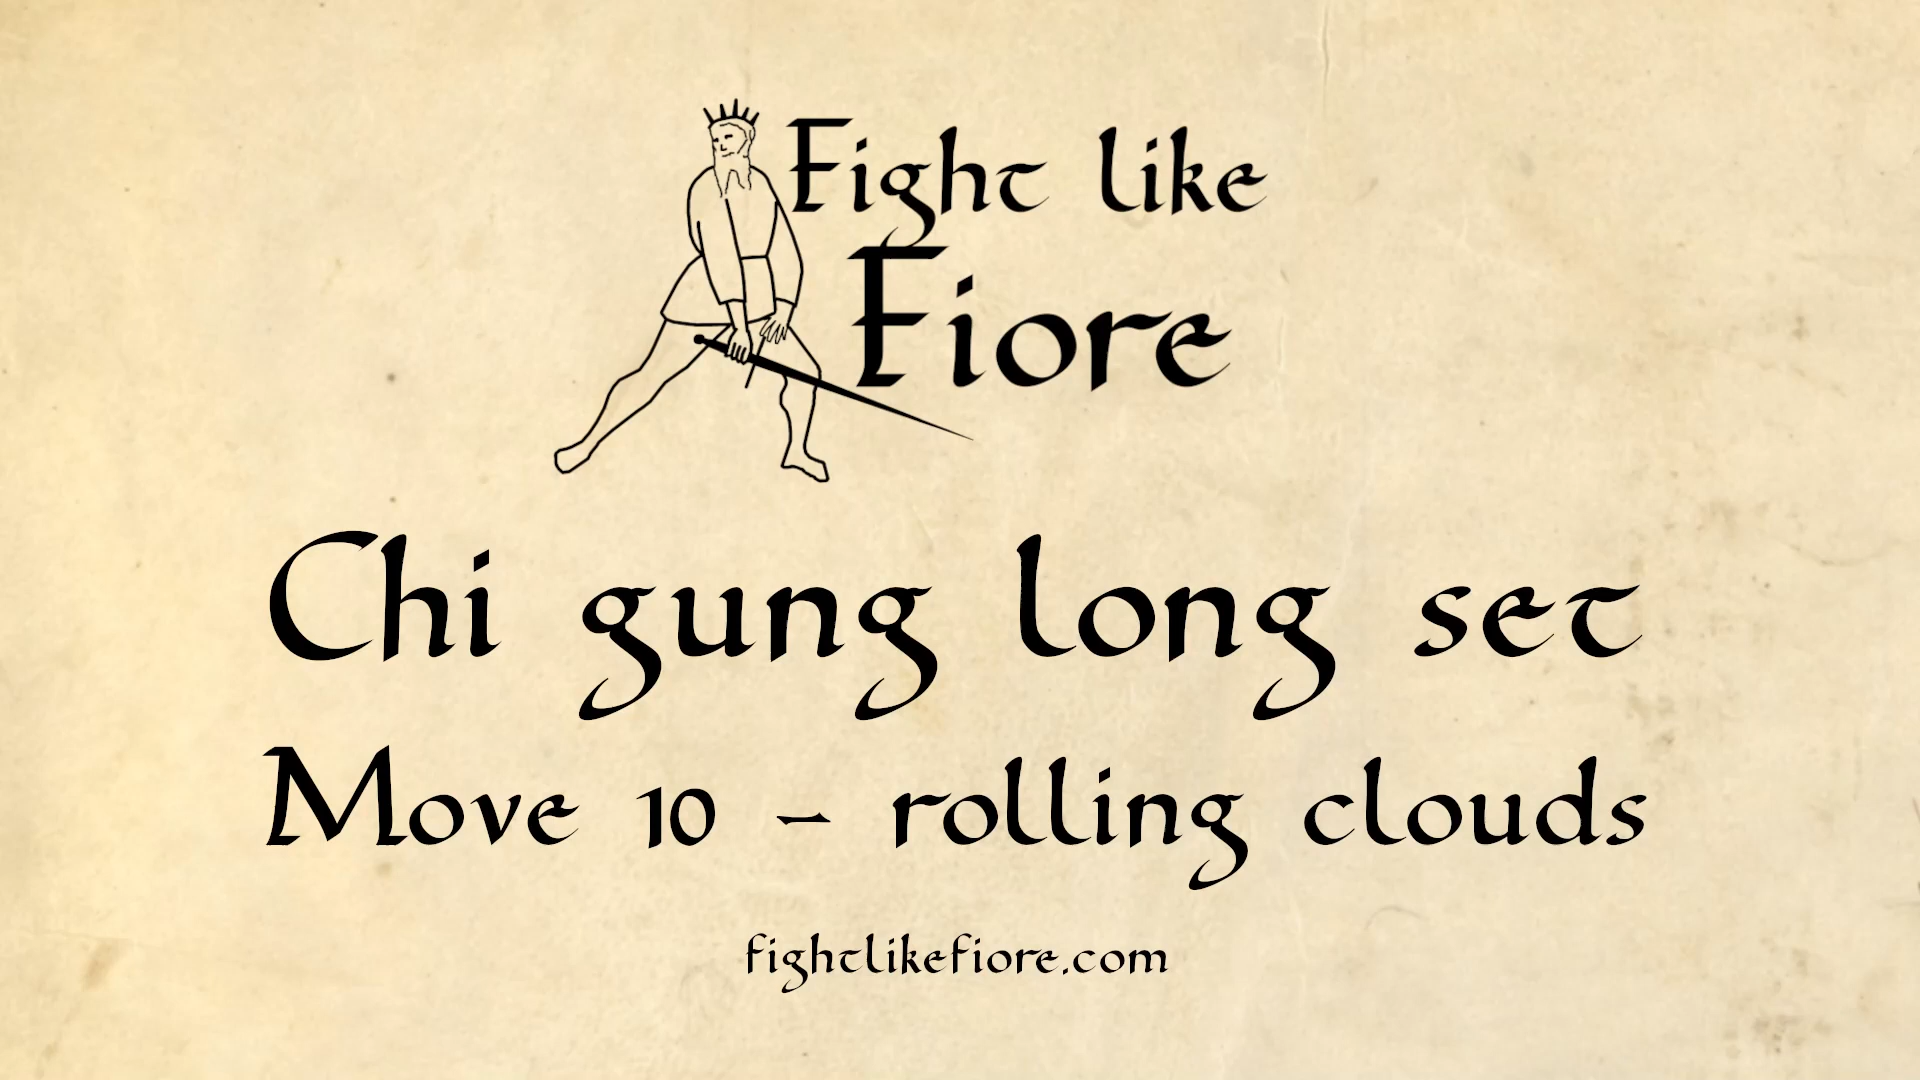 Fight like
Fiore
Chi gung long set
Move 10 - rolling clouds
fightlikefiore.com